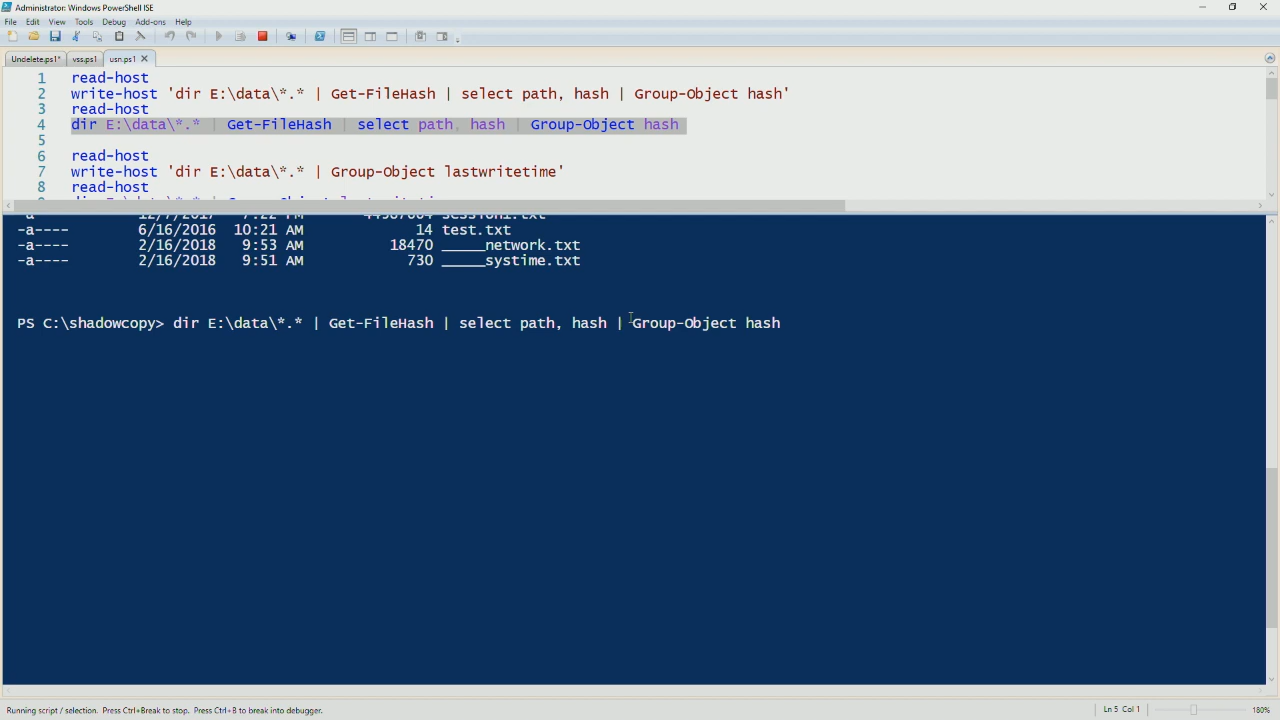 Administrator: Windows PowerShell ISE
File Edit View Tools Debug Add-ons Help
Undelete.ps1* vss.ps1 usn.ps1
1 read-host
2 write-host 'dir E:\data\*.* | Get-FileHash | select path, hash | Group-Object hash'
3 read-host
4 dir E:\data\*.* | Get-FileHash | select path, hash | Group-Object hash
5
6 read-host
7 write-host 'dir E:\data\*.* | Group-Object lastwritetime'
8 read-host
-a---- 6/16/2016 10:21 AM 14 test.txt
-a---- 2/16/2018 9:53 AM 18470 _____network.txt
-a---- 2/16/2018 9:51 AM 730 _____systime.txt
PS C:\shadowcopy> dir E:\data\*.* | Get-FileHash | select path, hash | Group-Object hash
Running script / selection. Press Ctrl+Break to stop. Press Ctrl+B to break into debugger. Ln 5 Col 1 180%